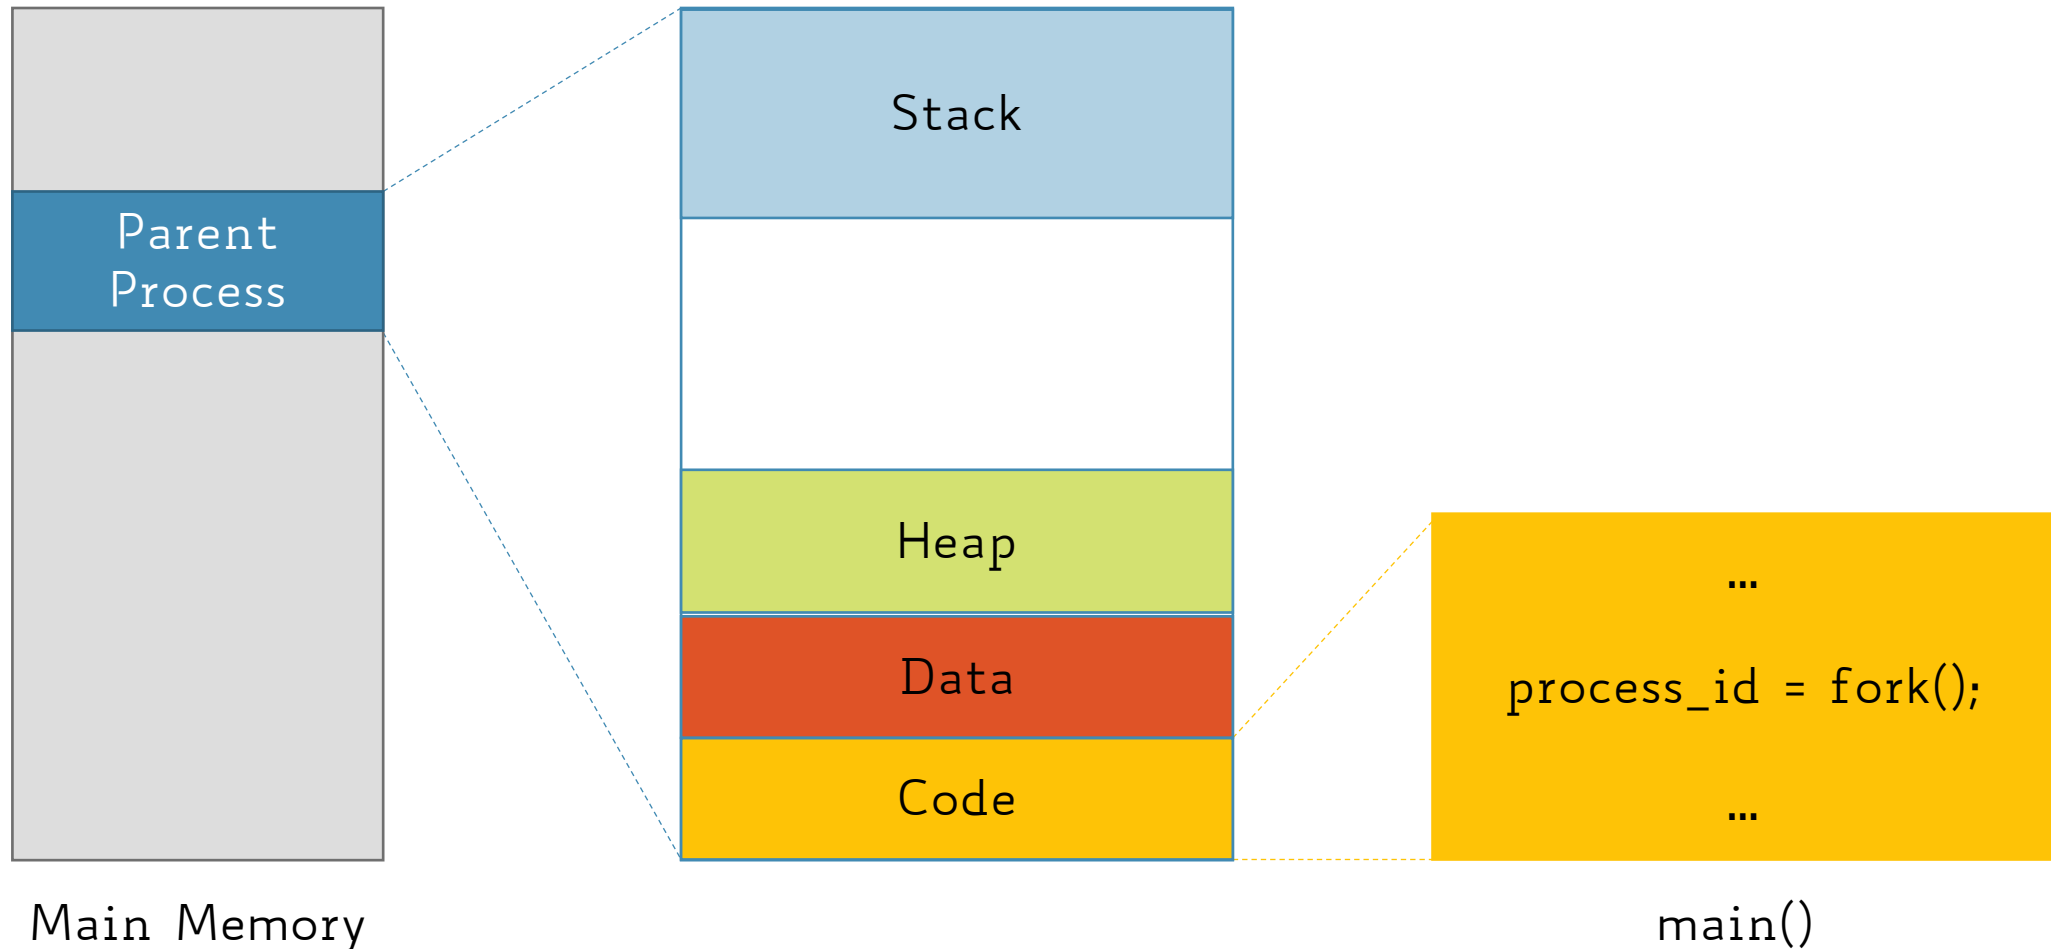 Parent
Process
Main Memory
Stack
Heap
Data
Code
...
process_id = fork();
...
main()